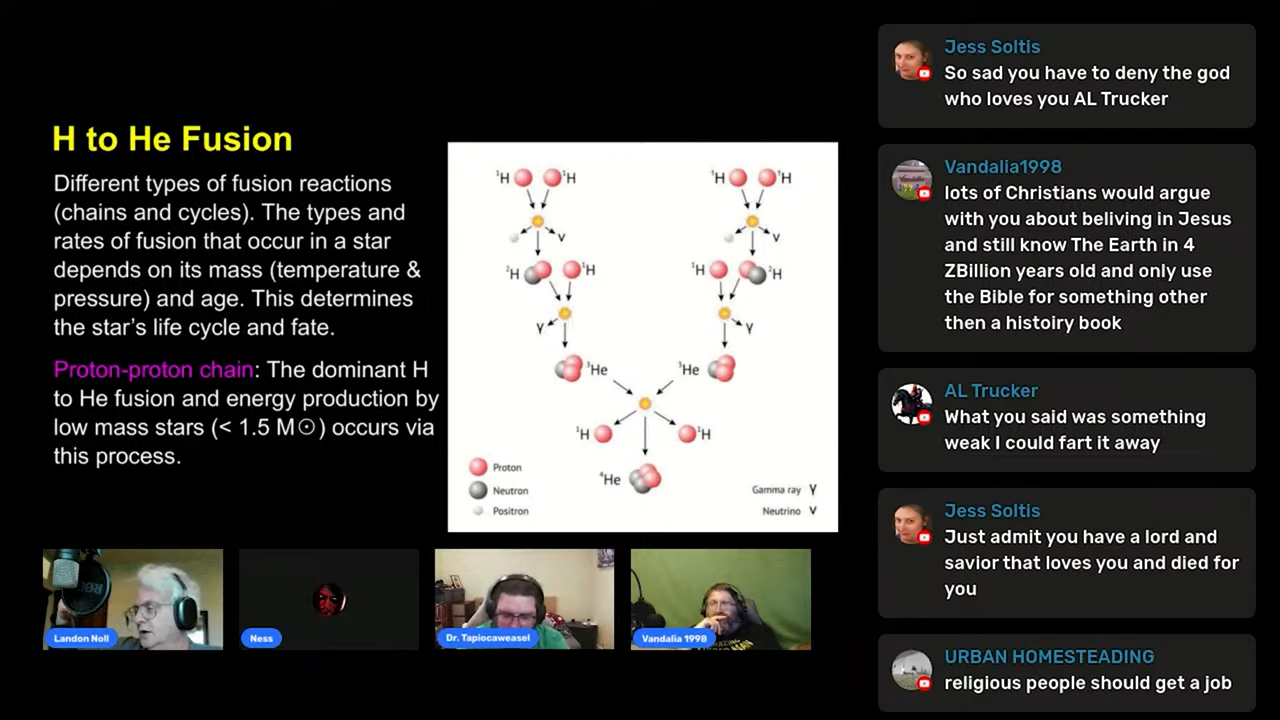 H to He Fusion
Different types of fusion reactions
(chains and cycles). The types and
rates of fusion that occur in a star
depends on its mass (temperature &
pressure) and age. This determines
the star's life cycle and fate.
Proton-proton chain: The dominant H
to He fusion and energy production by
low mass stars (< 1.5 M☉) occurs via
this process.
¹H ¹H ¹H ¹H
ν ν
²H ¹H ¹H ²H
γ γ
³He ³He
¹H ¹H
⁴He
Proton
Neutron
Positron
Gamma ray γ
Neutrino ν
Landon Noll
Ness
Dr. Tapiocaweasel
Vandalia 1998
Jess Soltis
So sad you have to deny the god
who loves you AL Trucker
Vandalia1998
lots of Christians would argue
with you about beliving in Jesus
and still know The Earth in 4
ZBillion years old and only use
the Bible for something other
then a histoiry book
AL Trucker
What you said was something
weak I could fart it away
Jess Soltis
Just admit you have a lord and
savior that loves you and died for
you
URBAN HOMESTEADING
religious people should get a job